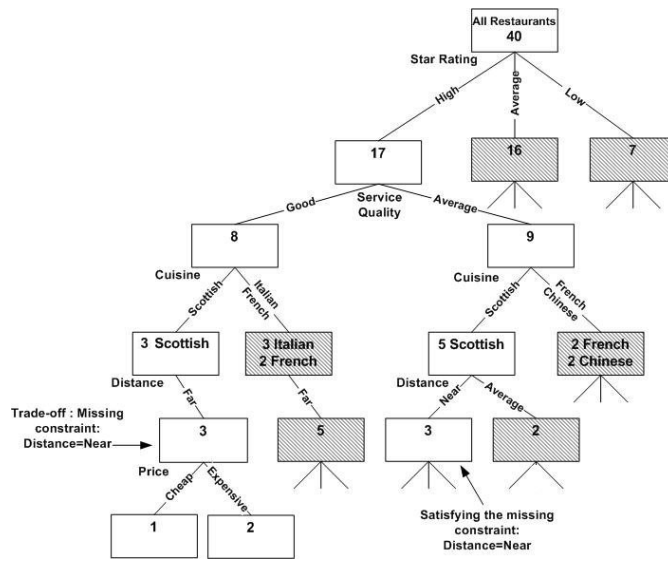 All Restaurants
40
Star Rating
High
Average
Low
17
16
7
Good
Service
Quality
Average
8
9
Cuisine
Cuisine
Scottish
Italian
French
Scottish
French
Chinese
3 Scottish
3 Italian
2 French
5 Scottish
2 French
2 Chinese
Distance
Far
Far
Distance
Near
Average
Trade-off : Missing
constraint:
Distance=Near
3
5
3
2
Price
Cheap
Expensive
1
2
Satisfying the missing
constraint:
Distance=Near